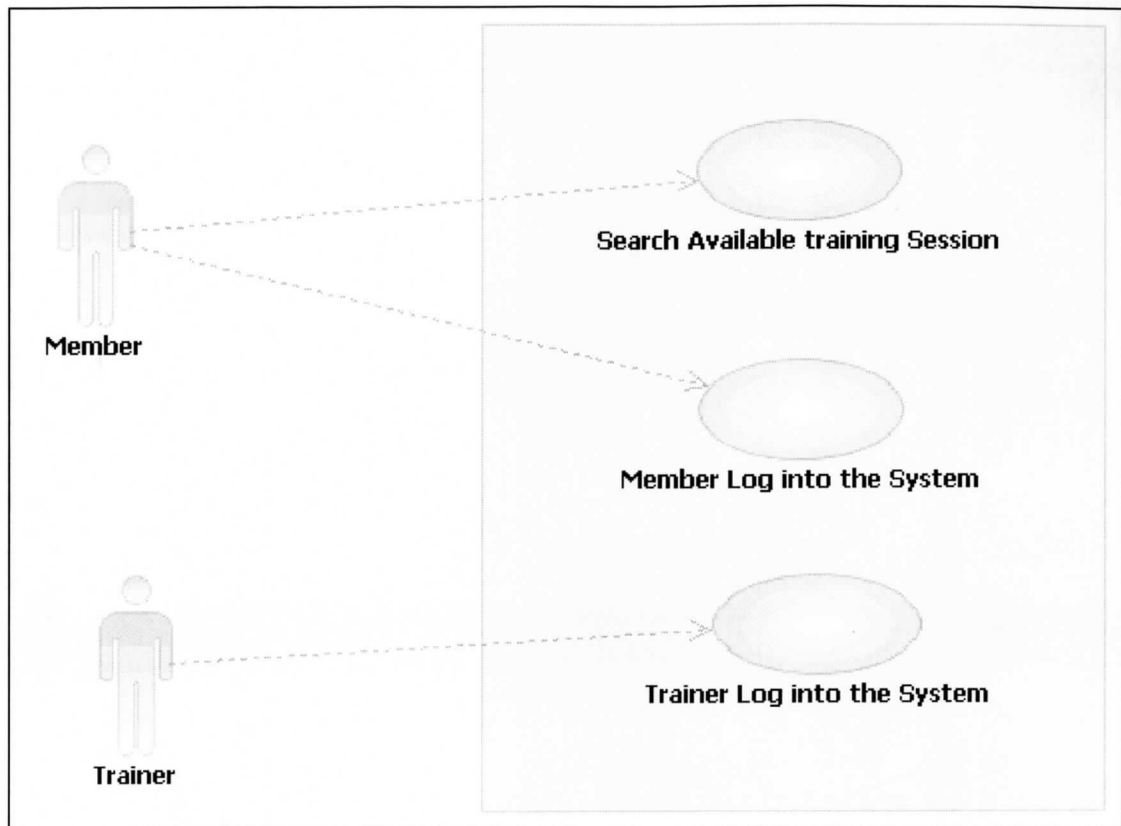 Search Available training Session
Member
Member Log into the System
Trainer Log into the System
Trainer